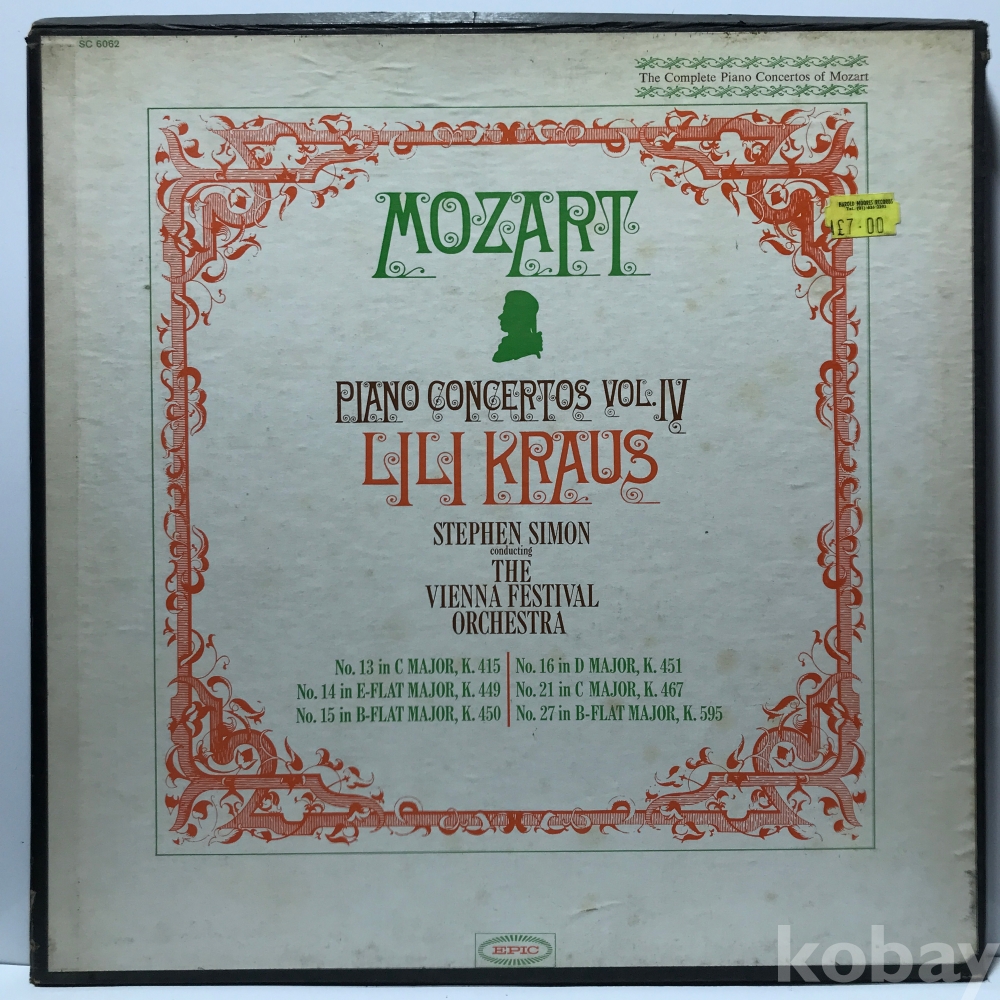 SC 6062
The Complete Piano Concertos of Mozart
MOZART
HAROLD MOORES RECORDS
£7.00
PIANO CONCERTOS VOL. IV
LILI KRAUS
STEPHEN SIMON
conducting
THE
VIENNA FESTIVAL
ORCHESTRA
No. 13 in C MAJOR, K. 415
No. 14 in E-FLAT MAJOR, K. 449
No. 15 in B-FLAT MAJOR, K. 450
No. 16 in D MAJOR, K. 451
No. 21 in C MAJOR, K. 467
No. 27 in B-FLAT MAJOR, K. 595
EPIC
kobay